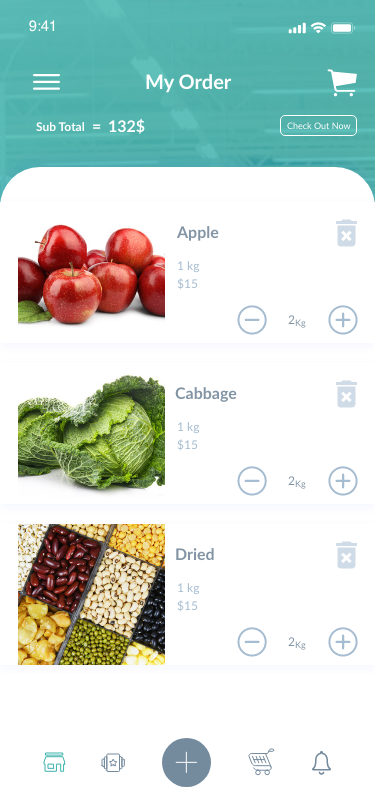 9:41
My Order
Sub Total = 132$
Check Out Now
Apple
1 kg
$15
2Kg
Cabbage
1 kg
$15
2Kg
Dried
1 kg
$15
2Kg